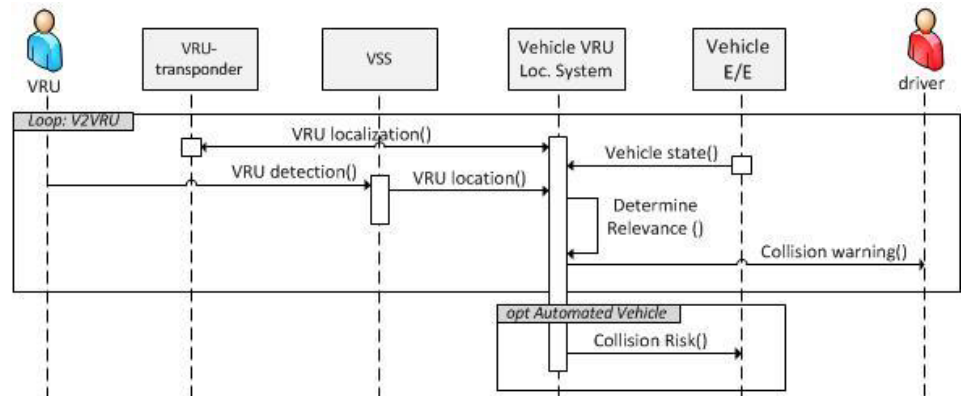 VRU
VRU-
transponder
VSS
Vehicle VRU
Loc. System
Vehicle
E/E
driver
Loop: V2VRU
VRU localization()
Vehicle state()
VRU detection()
VRU location()
Determine
Relevance ()
Collision warning()
opt Automated Vehicle
Collision Risk()